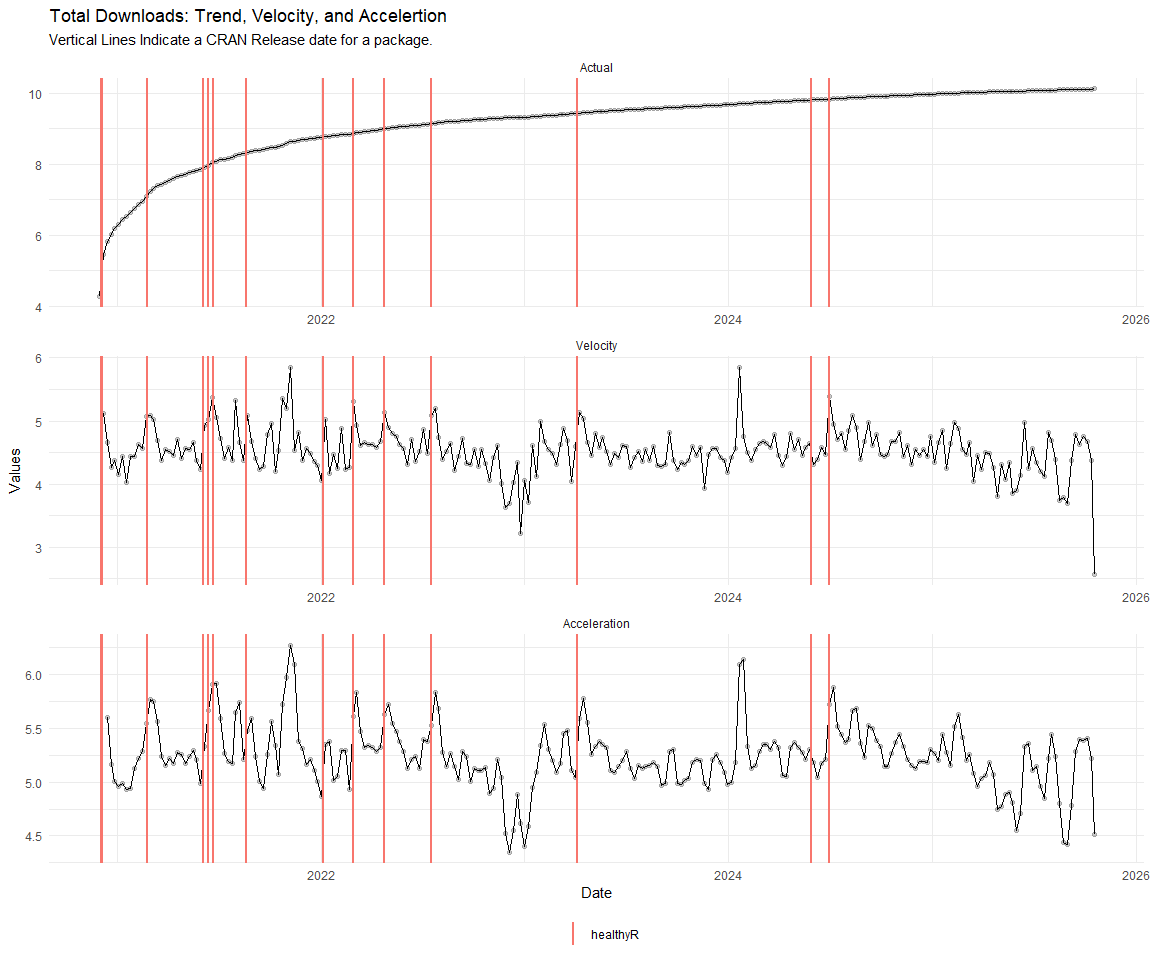 Total Downloads: Trend, Velocity, and Accelertion
Vertical Lines Indicate a CRAN Release date for a package.
Actual
10
8
6
4
2022
2024
2026
Velocity
6
5
4
3
2022
2024
2026
Values
Acceleration
6.0
5.5
5.0
4.5
2022
2024
2026
Date
healthyR